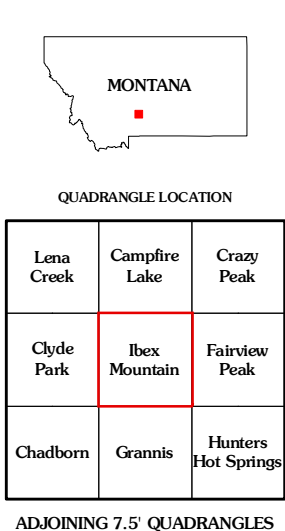 MONTANA
QUADRANGLE LOCATION
Lena
Creek
Campfire
Lake
Crazy
Peak
Clyde
Park
Ibex
Mountain
Fairview
Peak
Chadborn
Grannis
Hunters
Hot Springs
ADJOINING 7.5' QUADRANGLES